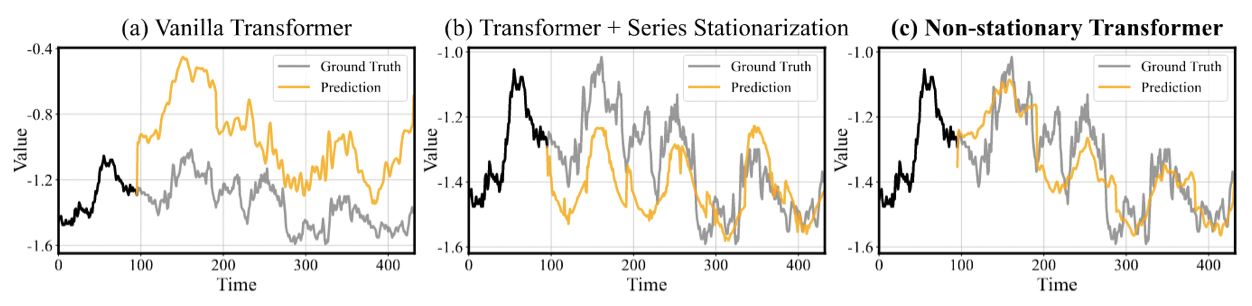 (a) Vanilla Transformer
-0.4
-0.8
-1.2
-1.6
Value
Ground Truth
Prediction
0
100
200
300
400
Time
(b) Transformer + Series Stationarization
-1.0
-1.2
-1.4
-1.6
Value
Ground Truth
Prediction
0
100
200
300
400
Time
(c) Non-stationary Transformer
-1.0
-1.2
-1.4
-1.6
Value
Ground Truth
Prediction
0
100
200
300
400
Time